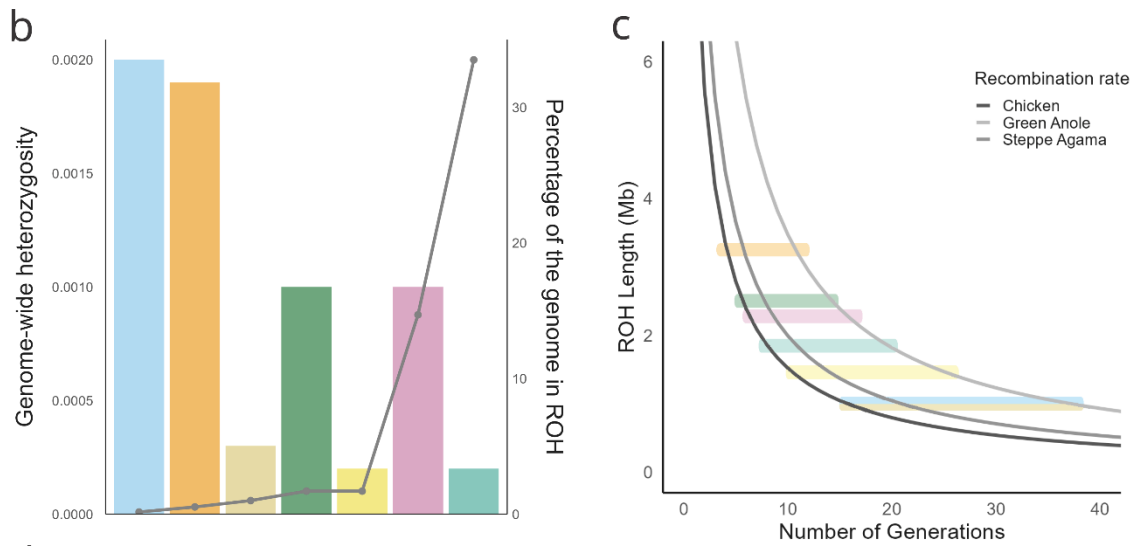 b
0.0020
0.0015
0.0010
0.0005
0.0000
Genome-wide heterozygosity
30
20
10
0
Percentage of the genome in ROH
c
6
4
2
0
ROH Length (Mb)
Recombination rate
Chicken
Green Anole
Steppe Agama
0 10 20 30 40
Number of Generations